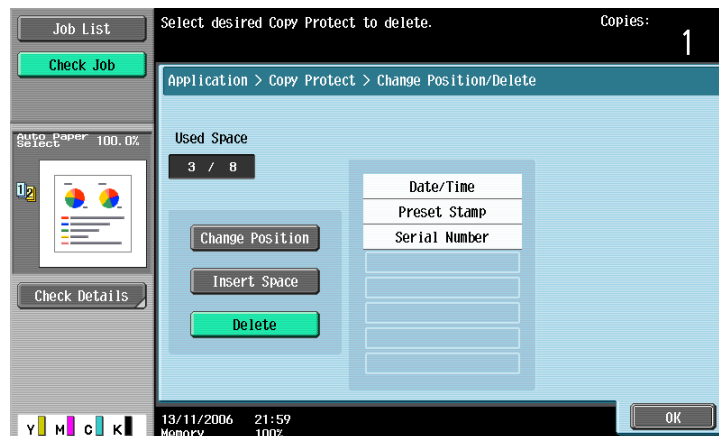 Job List
Select desired Copy Protect to delete.
Copies:
1
Check Job
Application > Copy Protect > Change Position/Delete
Auto Paper
Select
100.0%
Used Space
3 / 8
1 2
Date/Time
Preset Stamp
Serial Number
Change Position
Insert Space
Delete
Check Details
OK
13/11/2006 21:59
Memory 100%
Y M C K